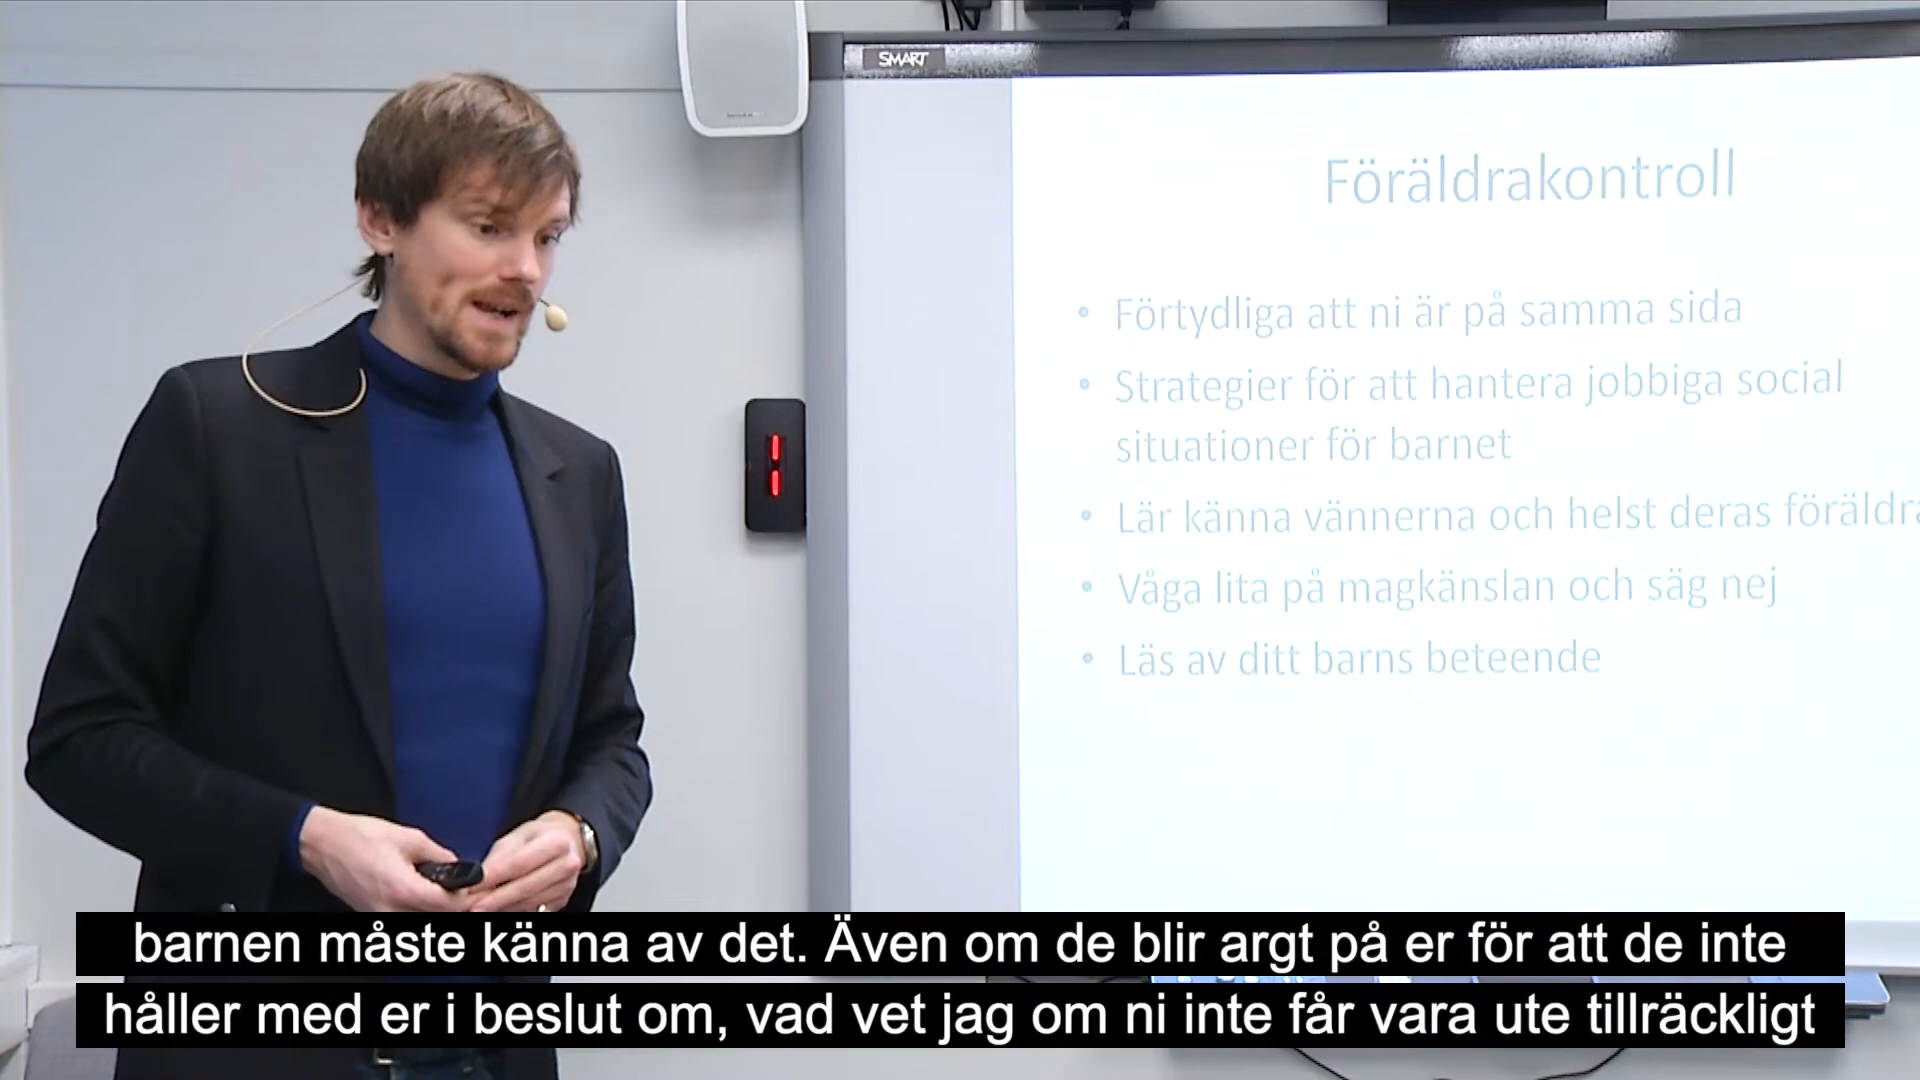 SMART
Föräldrakontroll
• Förtydliga att ni är på samma sida
• Strategier för att hantera jobbiga social
situationer för barnet
• Lär känna vännerna och helst deras föräldra
• Våga lita på magkänslan och säg nej
• Läs av ditt barns beteende
barnen måste känna av det. Även om de blir argt på er för att de inte
håller med er i beslut om, vad vet jag om ni inte får vara ute tillräckligt